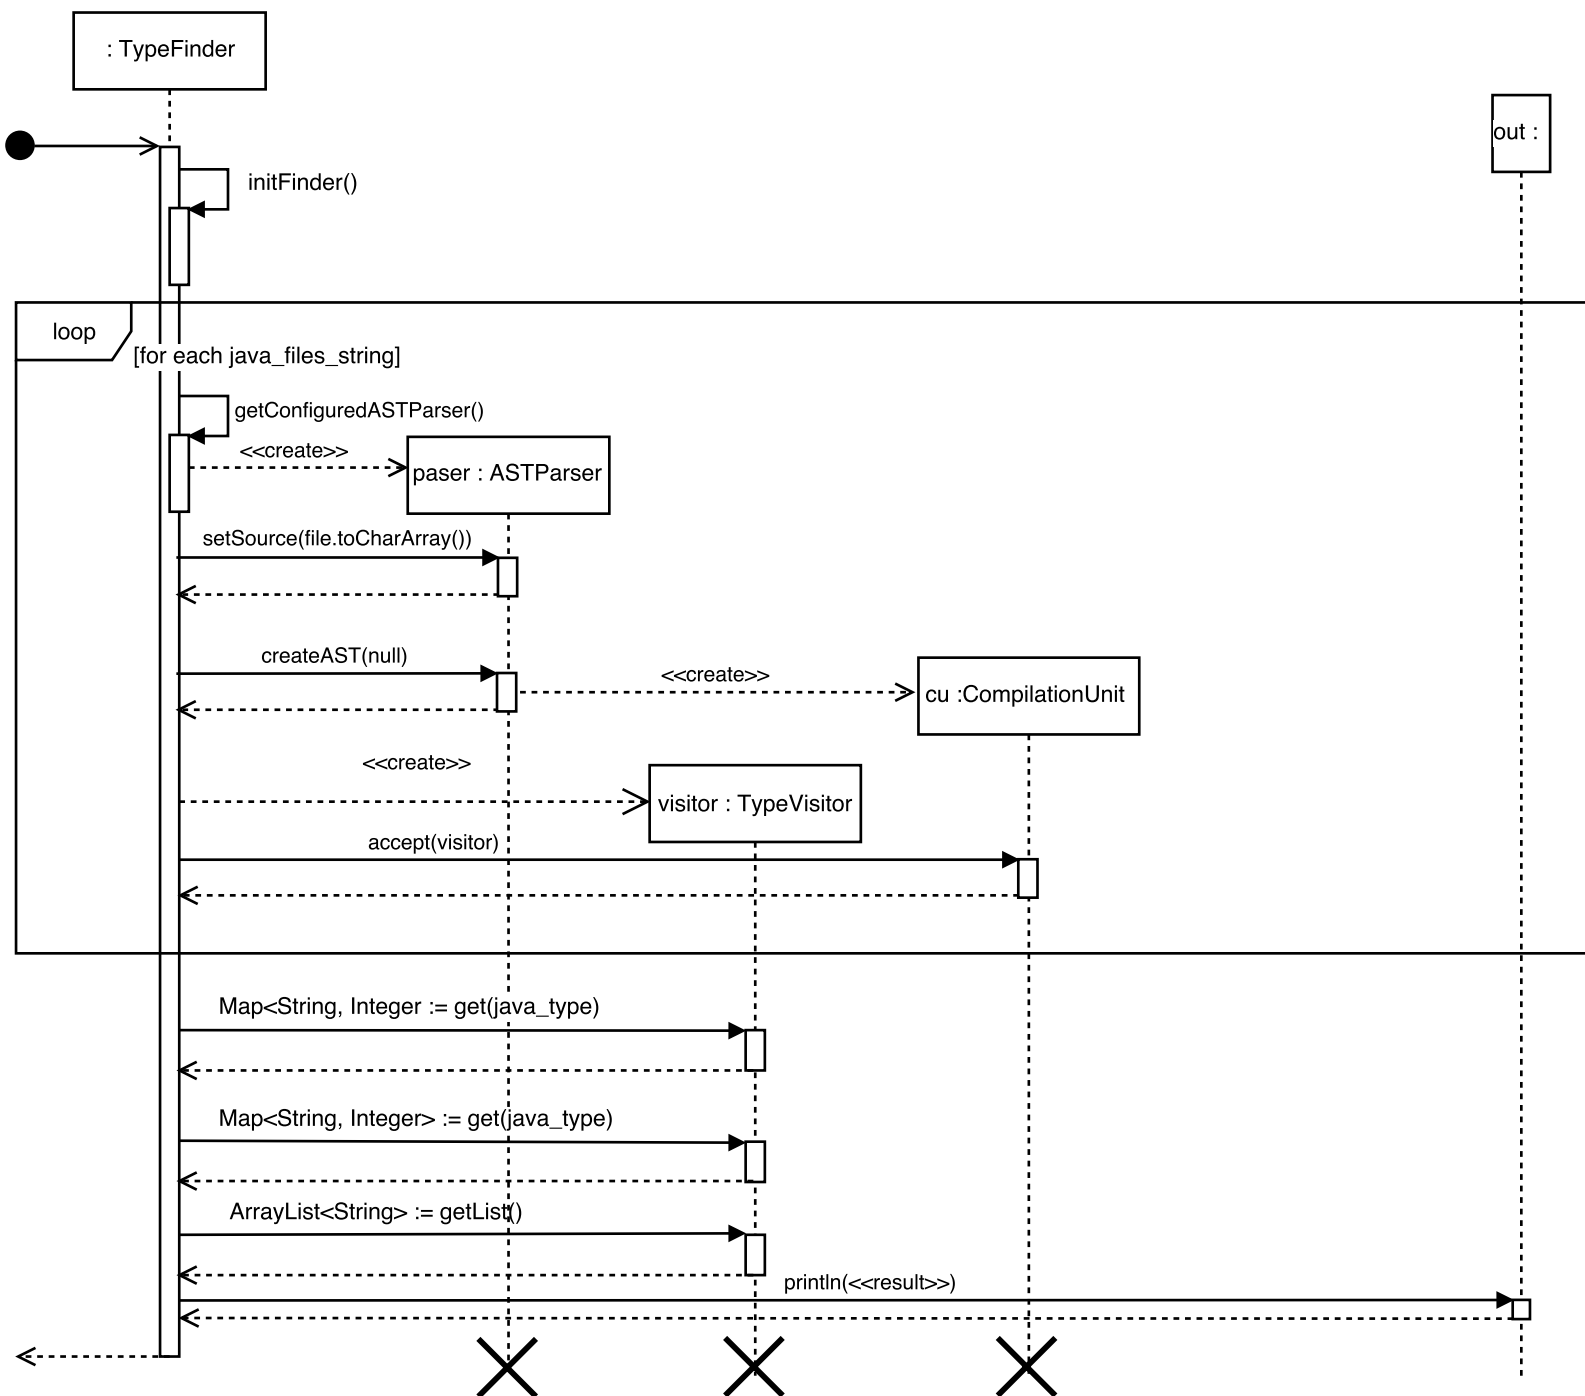 : TypeFinder
out :
initFinder()
loop
[for each java_files_string]
getConfiguredASTParser()
<<create>>
paser : ASTParser
setSource(file.toCharArray())
createAST(null)
<<create>>
cu :CompilationUnit
<<create>>
visitor : TypeVisitor
accept(visitor)
Map<String, Integer := get(java_type)
Map<String, Integer> := get(java_type)
ArrayList<String> := getList()
println(<<result>>)